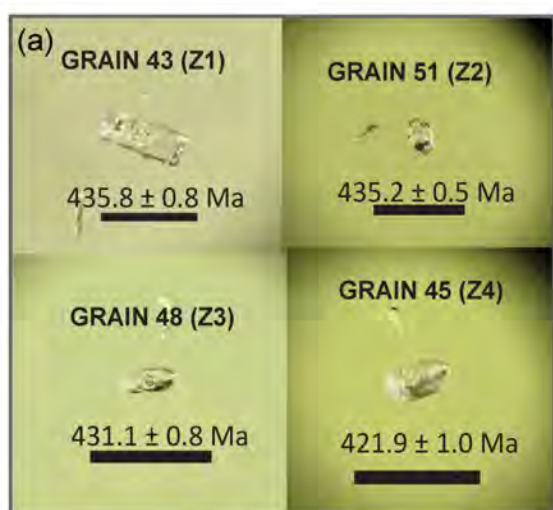 (a)
GRAIN 43 (Z1)
435.8 ± 0.8 Ma
GRAIN 51 (Z2)
435.2 ± 0.5 Ma
GRAIN 48 (Z3)
431.1 ± 0.8 Ma
GRAIN 45 (Z4)
421.9 ± 1.0 Ma